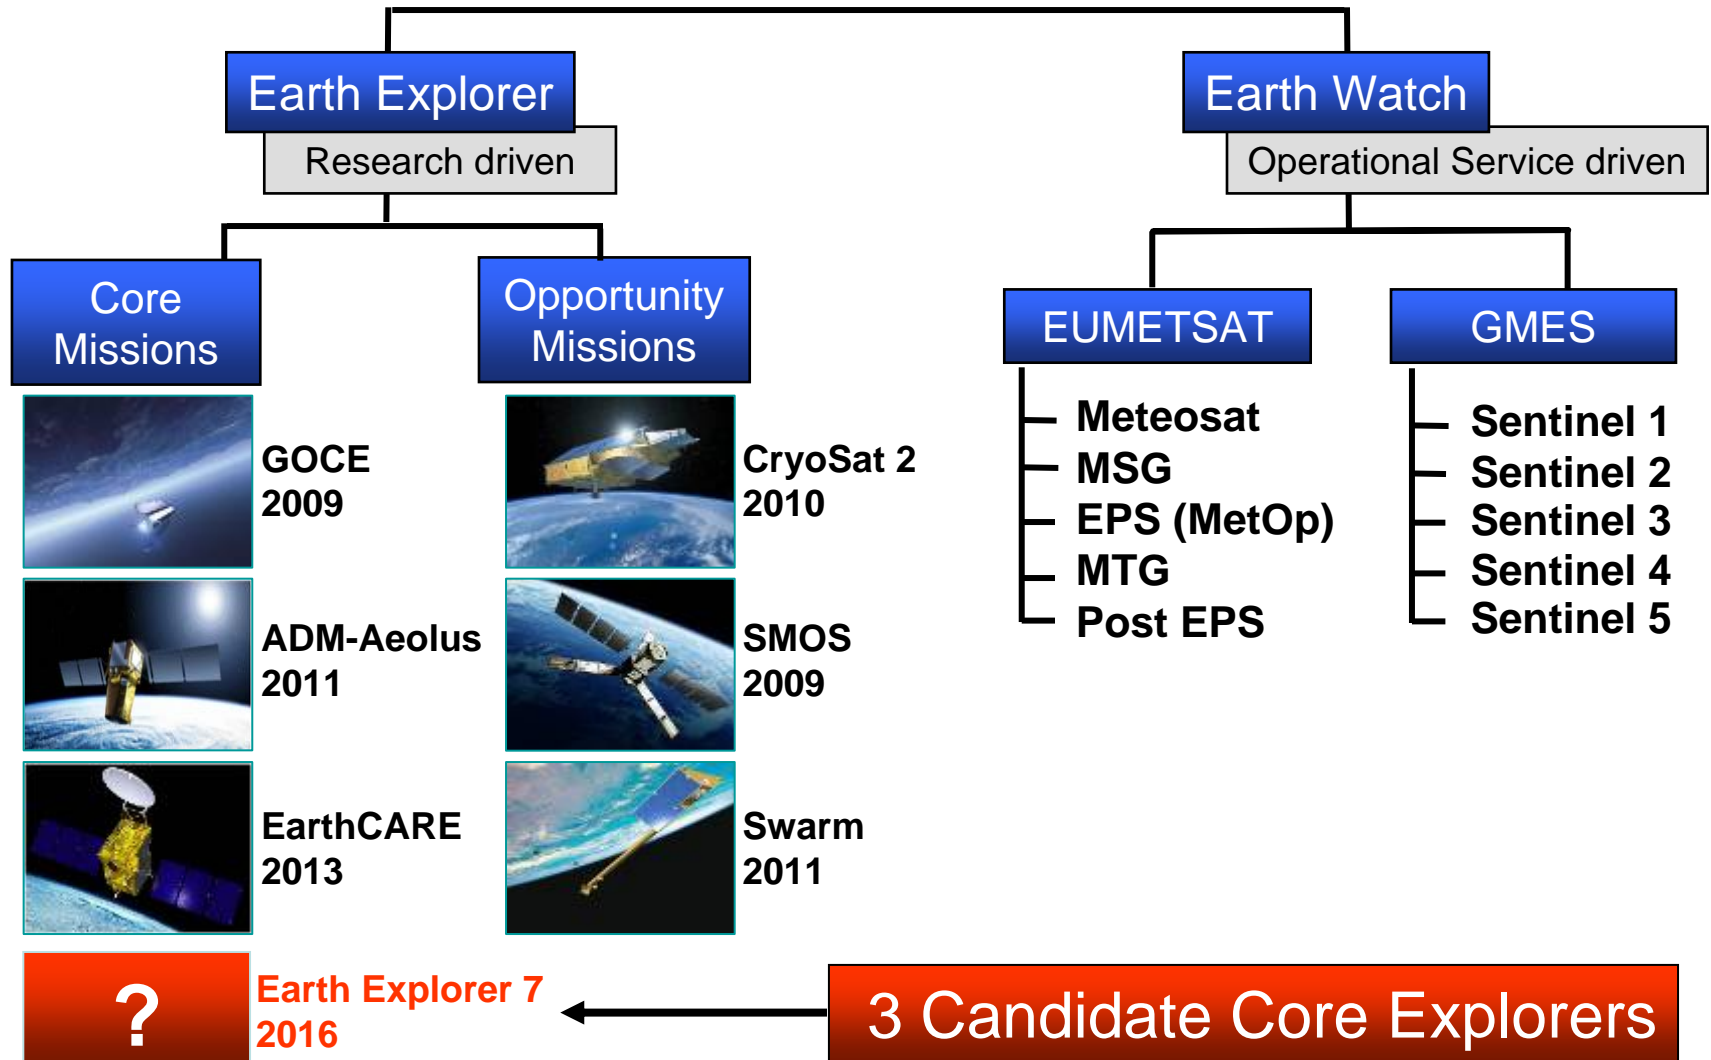 Earth Explorer
Research driven
Earth Watch
Operational Service driven
Core
Missions
Opportunity
Missions
EUMETSAT
GMES
GOCE
2009
ADM-Aeolus
2011
EarthCARE
2013
CryoSat 2
2010
SMOS
2009
Swarm
2011
Meteosat
MSG
EPS (MetOp)
MTG
Post EPS
Sentinel 1
Sentinel 2
Sentinel 3
Sentinel 4
Sentinel 5
?
Earth Explorer 7
2016
3 Candidate Core Explorers